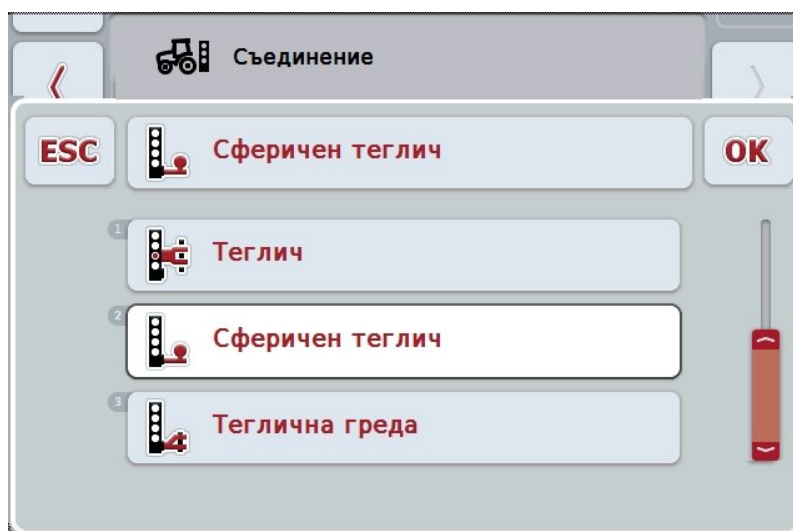 Съединение
ESC
Сферичен теглич
OK
1
Теглич
2
Сферичен теглич
3
Теглична греда